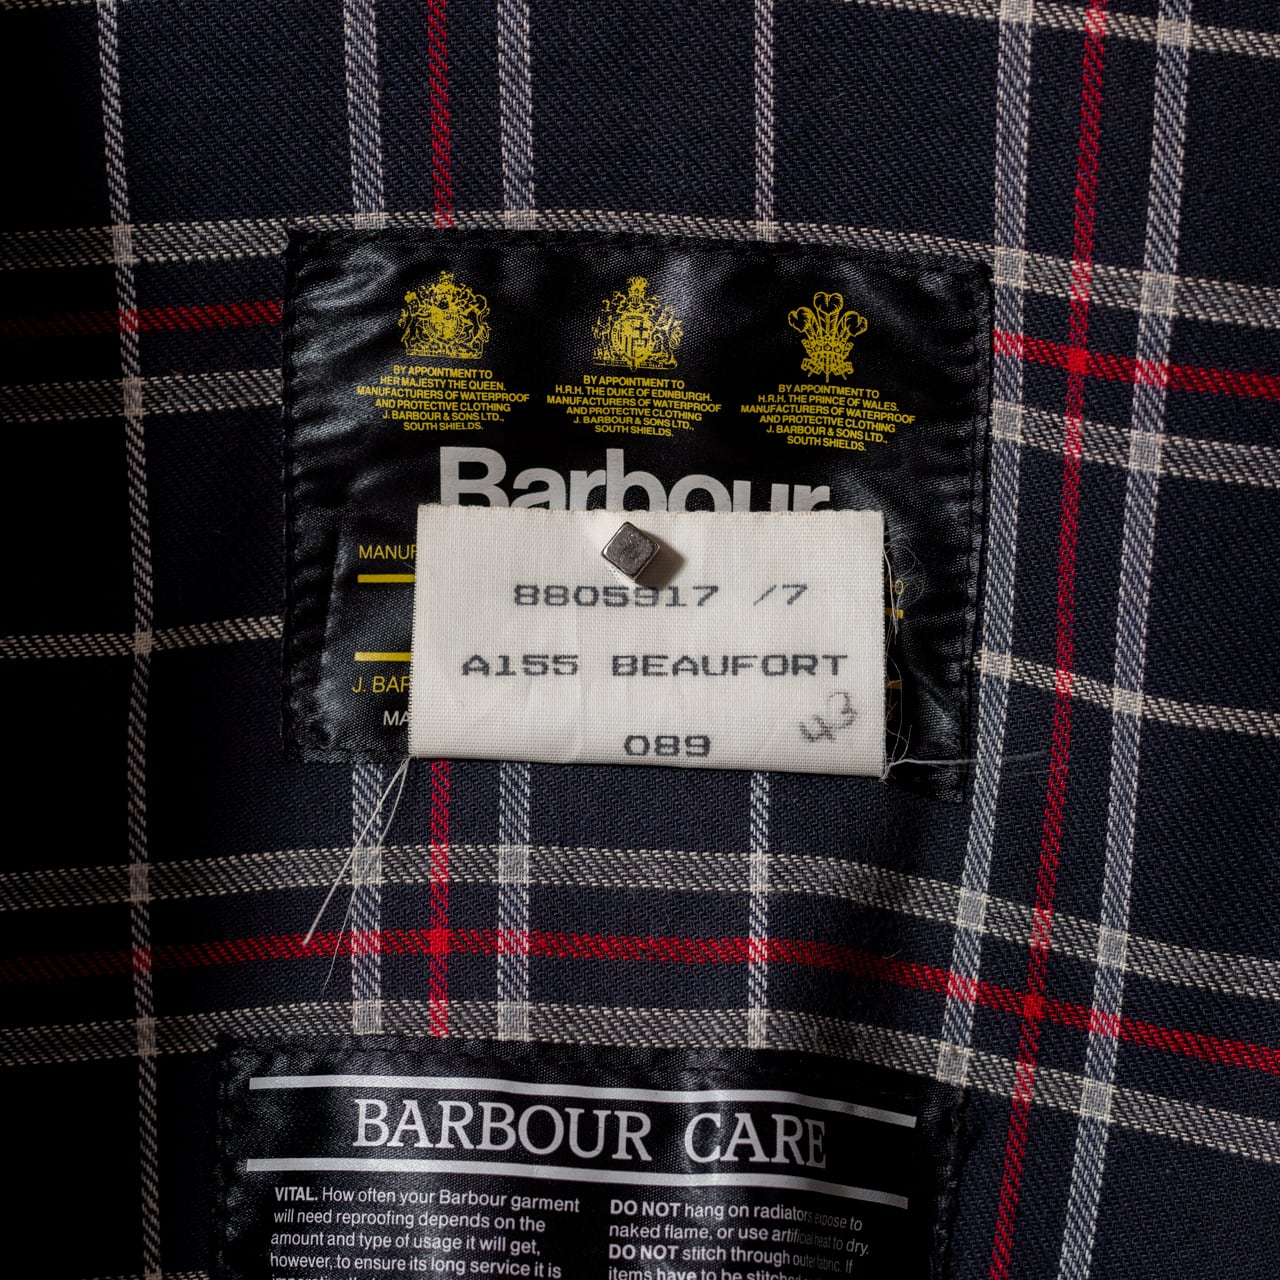 BY APPOINTMENT TO
HER MAJESTY THE QUEEN.
MANUFACTURERS OF WATERPROOF
AND PROTECTIVE CLOTHING
J. BARBOUR & SONS LTD.,
SOUTH SHIELDS.
BY APPOINTMENT TO
H.R.H. THE DUKE OF EDINBURGH.
MANUFACTURERS OF WATERPROOF
AND PROTECTIVE CLOTHING
J. BARBOUR & SONS LTD.,
SOUTH SHIELDS.
BY APPOINTMENT TO
H.R.H. THE PRINCE OF WALES.
MANUFACTURERS OF WATERPROOF
AND PROTECTIVE CLOTHING
J. BARBOUR & SONS LTD.,
SOUTH SHIELDS.
Barbour
MANUF
8805917 /7
A155 BEAUFORT
J. BAR
MA
089
43
BARBOUR CARE
VITAL. How often your Barbour garment
will need reproofing depends on the
amount and type of usage it will get,
however, to ensure its long service it is
DO NOT hang on radiators expose to
naked flame, or use artificial heat to dry.
DO NOT stitch through outer fabric. If
items have to be stitched